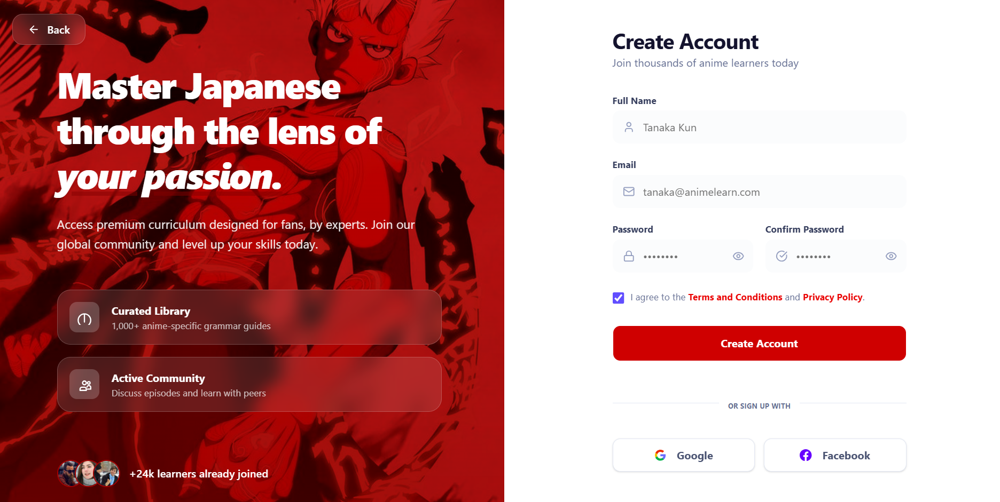 Back
Master Japanese
through the lens of
your passion.
Access premium curriculum designed for fans, by experts. Join our
global community and level up your skills today.
Curated Library
1,000+ anime-specific grammar guides
Active Community
Discuss episodes and learn with peers
+24k learners already joined
Create Account
Join thousands of anime learners today
Full Name
Tanaka Kun
Email
tanaka@animelearn.com
Password
••••••••
Confirm Password
••••••••
I agree to the Terms and Conditions and Privacy Policy.
Create Account
OR SIGN UP WITH
Google
Facebook